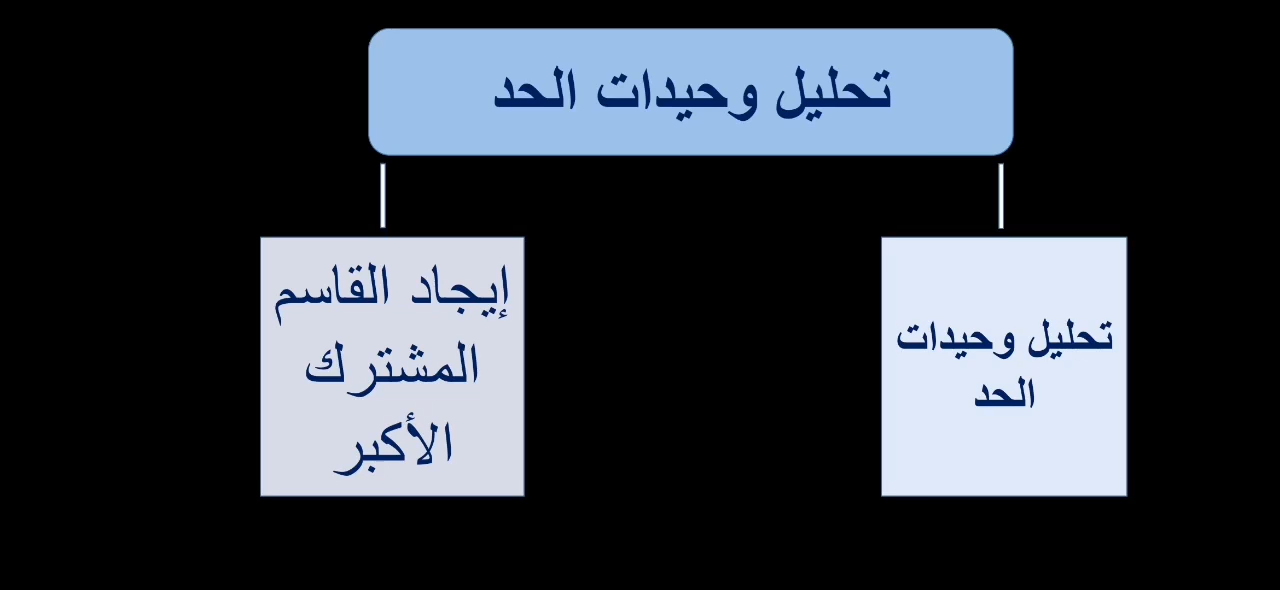 تحليل وحيدات الحد
تحليل وحيدات
الحد
إيجاد القاسم
المشترك
الأكبر